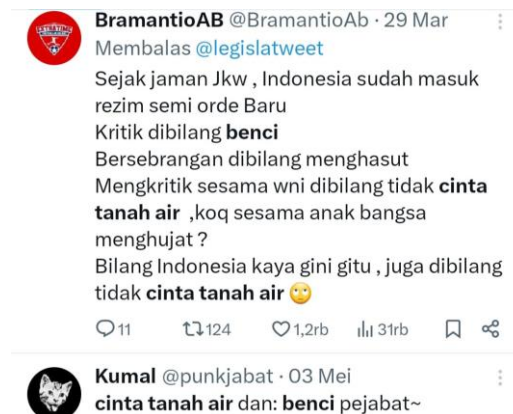 BramantioAB @BramantioAb · 29 Mar
Membalas @legislatweet
Sejak jaman Jkw , Indonesia sudah masuk
rezim semi orde Baru
Kritik dibilang benci
Bersebrangan dibilang menghasut
Mengkritik sesama wni dibilang tidak cinta
tanah air ,koq sesama anak bangsa
menghujat ?
Bilang Indonesia kaya gini gitu , juga dibilang
tidak cinta tanah air 🙄
11 124 1,2rb 31rb
Kumal @punkjabat · 03 Mei
cinta tanah air dan: benci pejabat~